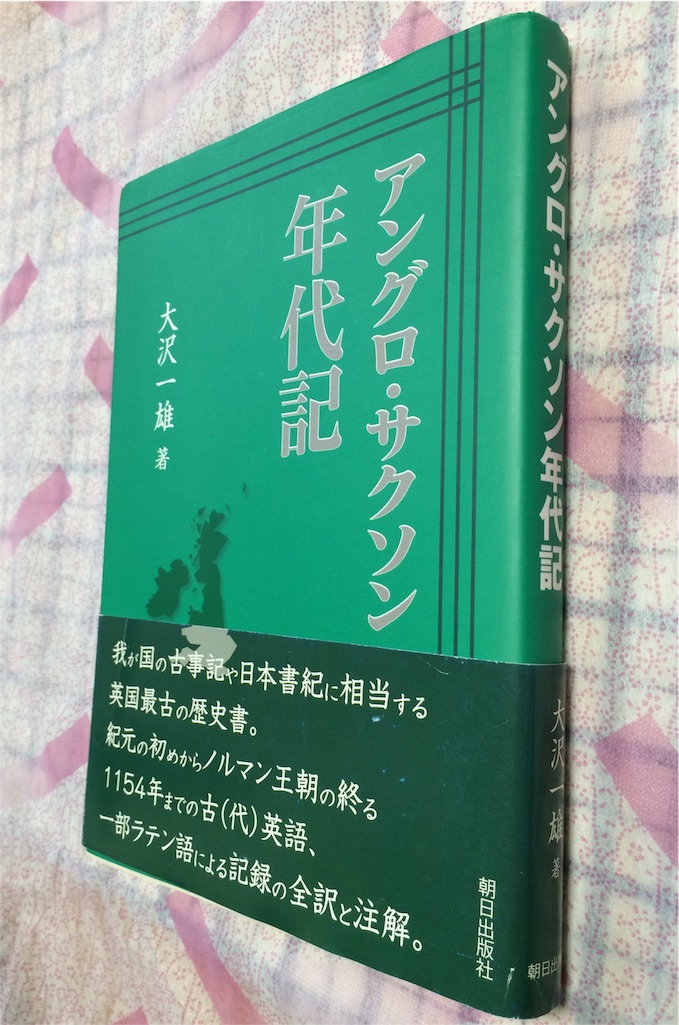 アングロ・サクソン
年代記
大沢一雄 著
我が国の古事記や日本書紀に相当する
英国最古の歴史書。
紀元の初めからノルマン王朝の終る
1154年までの古(代)英語、
一部ラテン語による記録の全訳と注解。
朝日出版社
アングロ・サクソン年代記
大沢一雄 著
朝日出